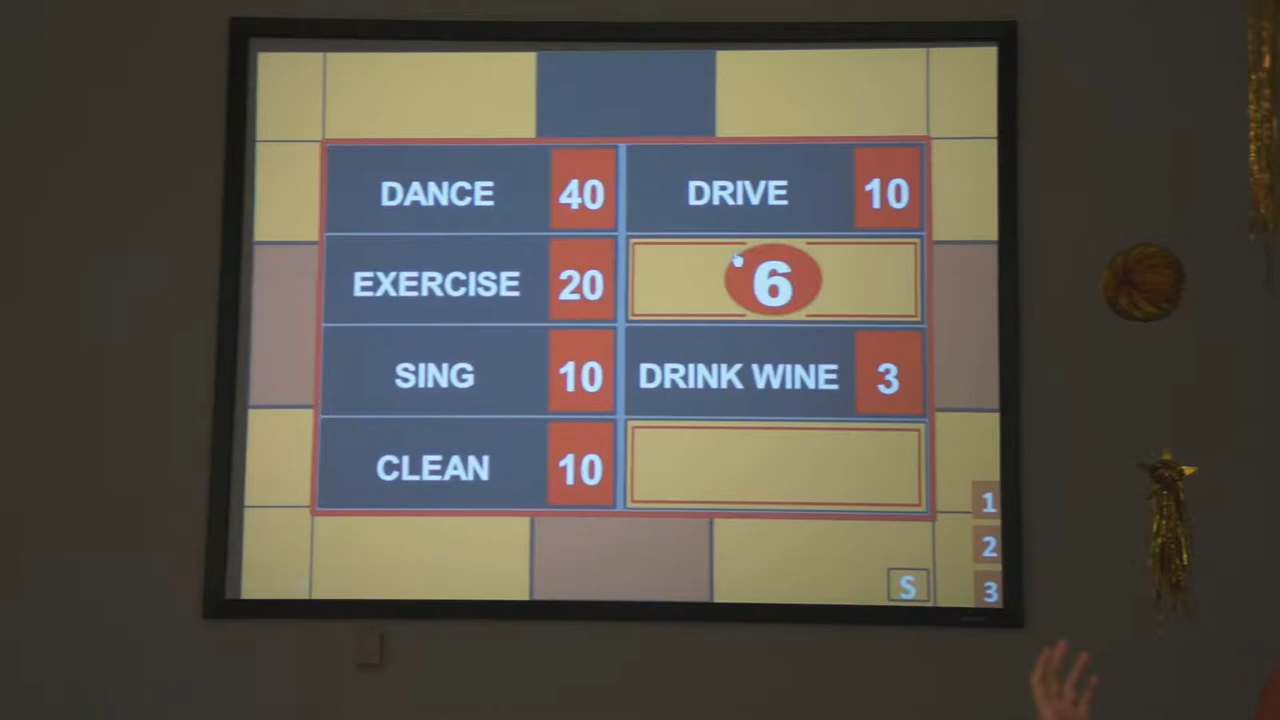 DANCE 40
EXERCISE 20
SING 10
CLEAN 10
DRIVE 10
6
DRINK WINE 3
S
1
2
3